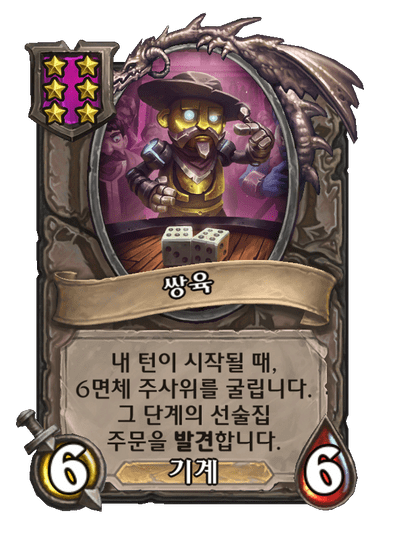 쌍육
내 턴이 시작될 때,
6면체 주사위를 굴립니다.
그 단계의 선술집
주문을 발견합니다.
6
기계
6